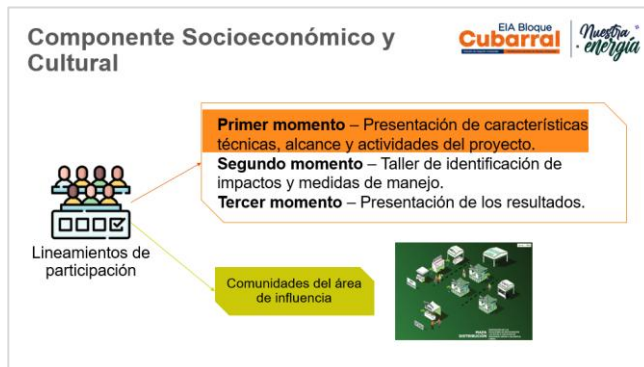 Componente Socioeconómico y
Cultural
EIA Bloque
Cubarral
Nuestra
energía
Primer momento – Presentación de características
técnicas, alcance y actividades del proyecto.
Segundo momento – Taller de identificación de
impactos y medidas de manejo.
Tercer momento – Presentación de los resultados.
Lineamientos de
participación
Comunidades del área
de influencia
MAPA
DISTRIBUCIÓN